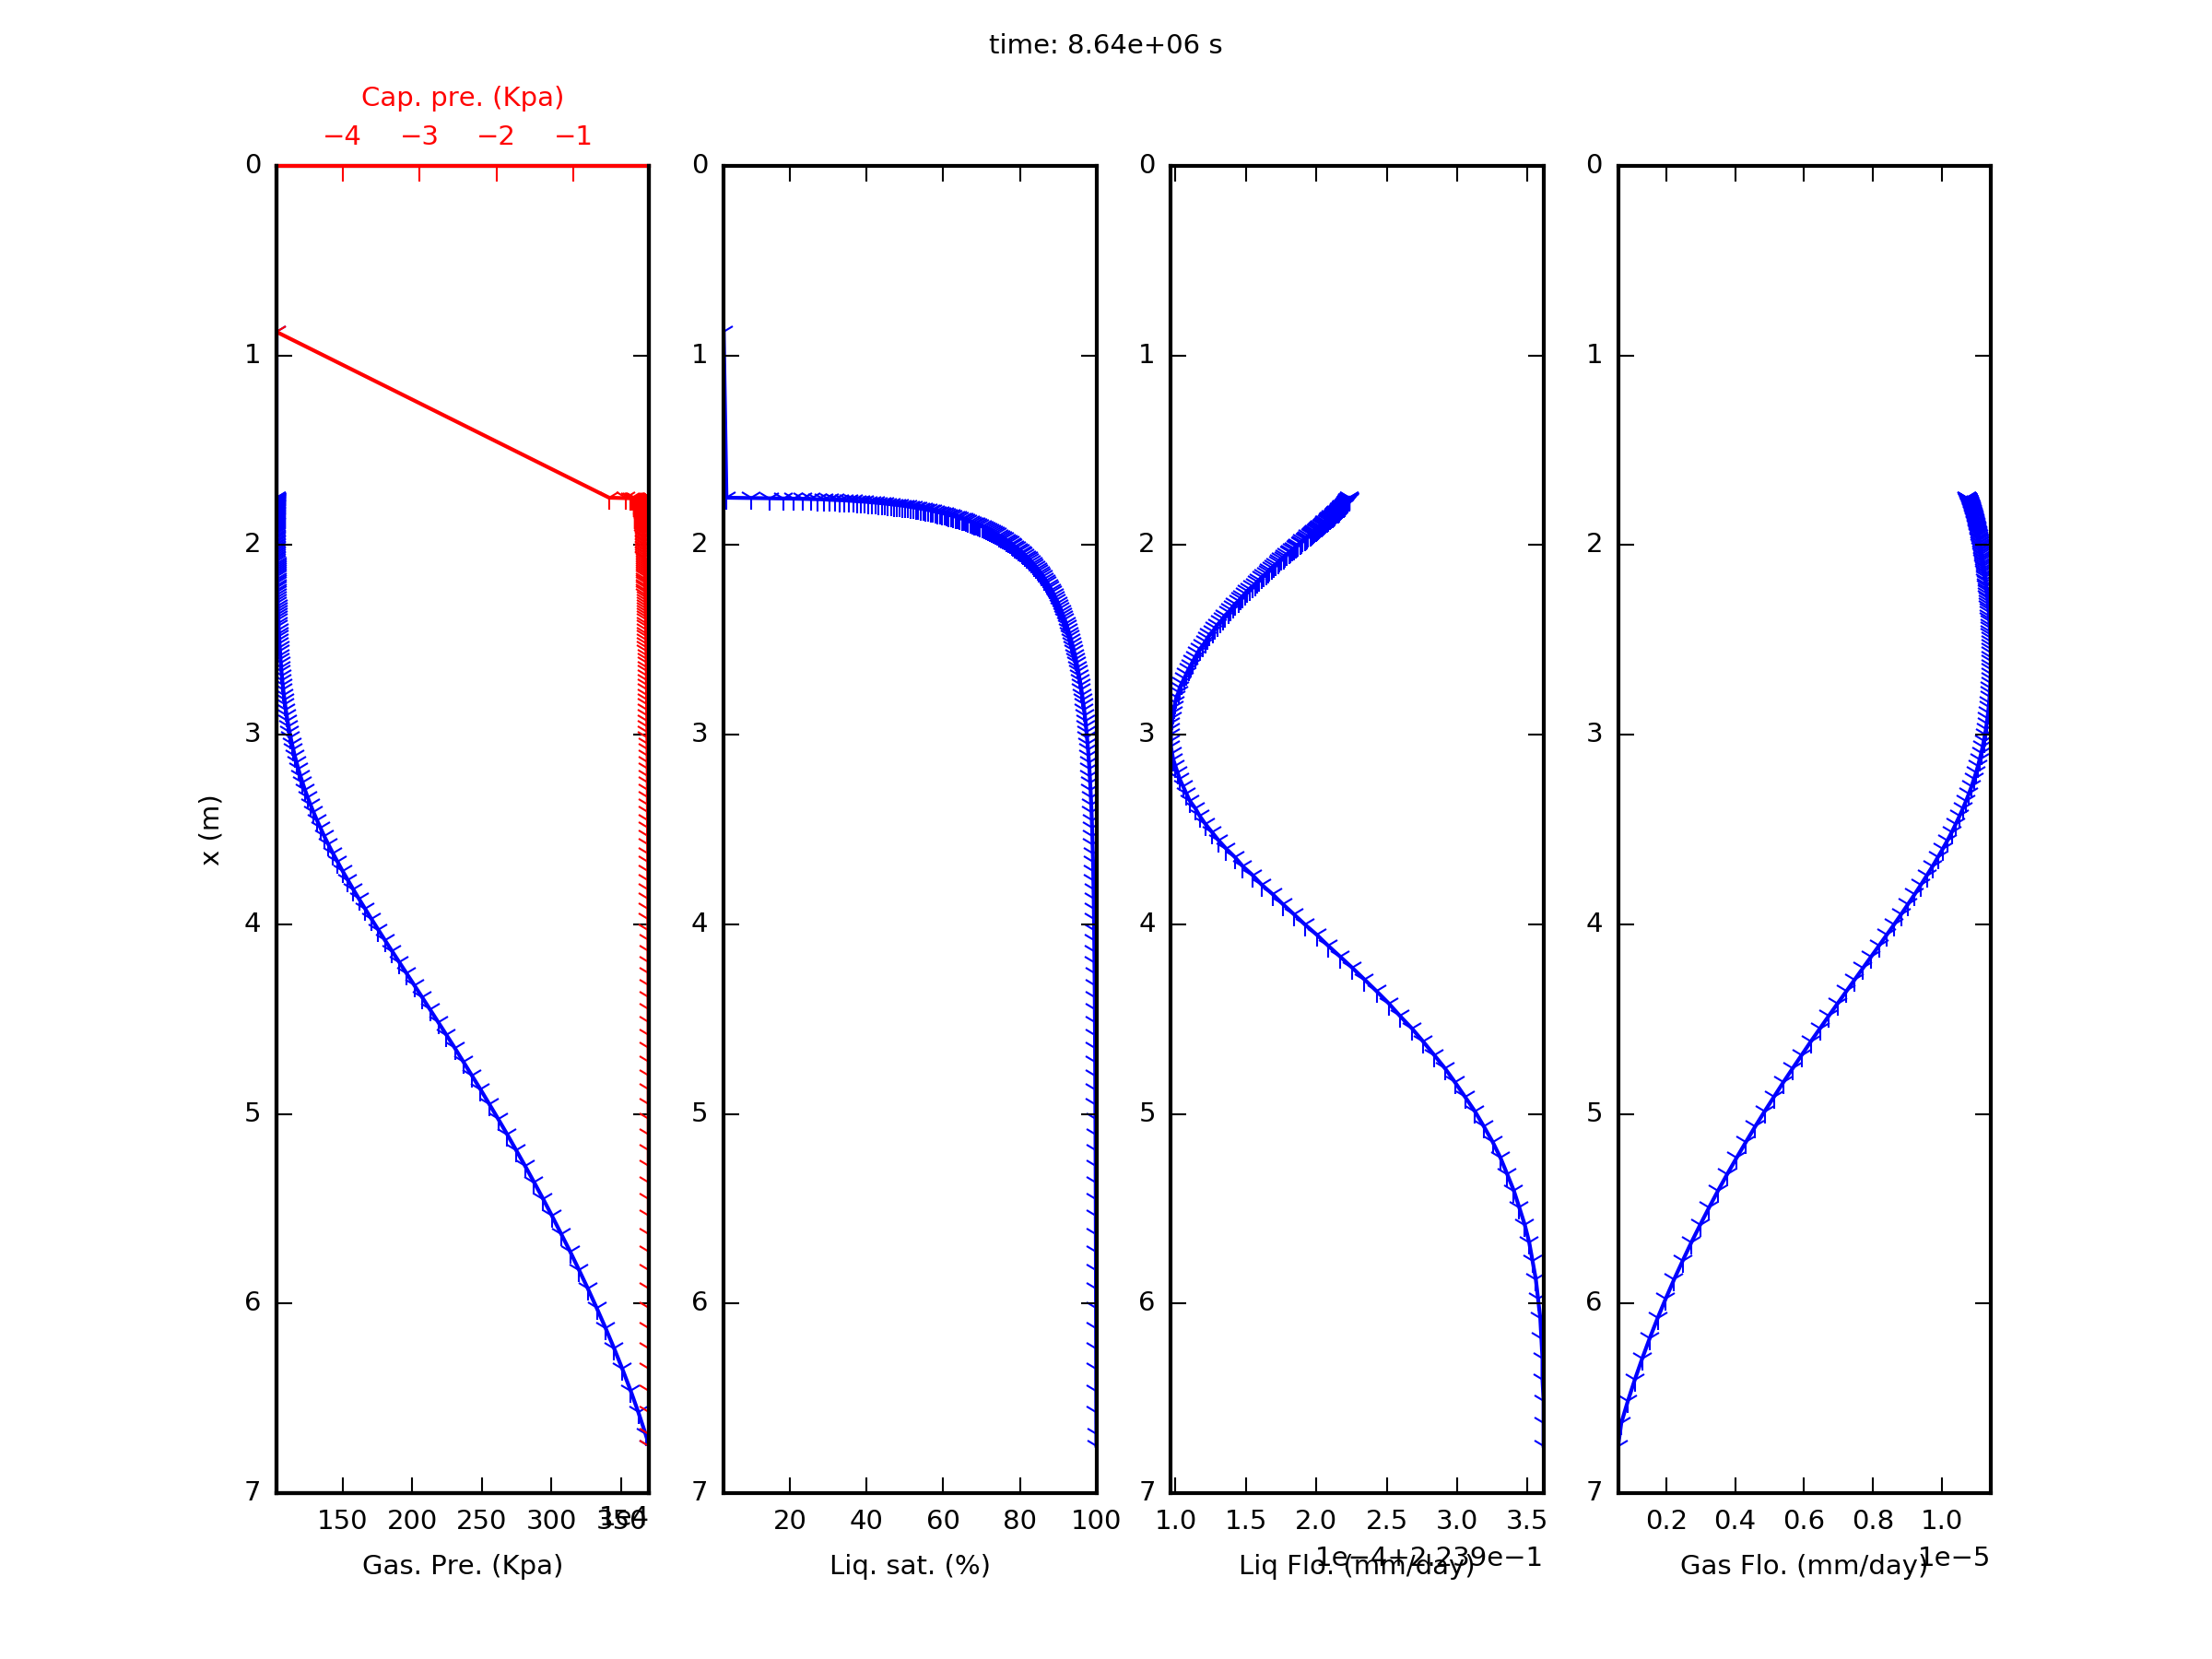 time: 8.64e+06 s
Cap. pre. (Kpa)
−4 −3 −2 −1
0 0 0 0
1 1 1 1
2 2 2 2
3 3 3 3
x (m)
4 4 4 4
5 5 5 5
6 6 6 6
7 7 7 7
150 200 250 300 350 1e4 20 40 60 80 100 1.0 1.5 2.0 2.5 3.0 3.5 0.2 0.4 0.6 0.8 1.0
1e−4+2.239e−1 1e−5
Gas. Pre. (Kpa) Liq. sat. (%) Liq Flo. (mm/day) Gas Flo. (mm/day)